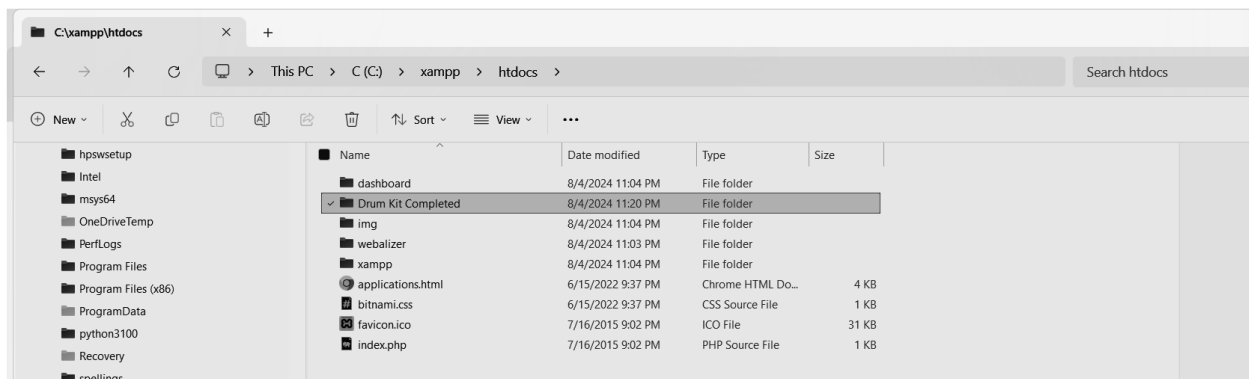 C:\xampp\htdocs
This PC > C (C:) > xampp > htdocs >
Search htdocs
New
Sort
View
Name Date modified Type Size
hpswsetup
Intel
msys64
OneDriveTemp
PerfLogs
Program Files
Program Files (x86)
ProgramData
python3100
Recovery
spellings
dashboard 8/4/2024 11:04 PM File folder
Drum Kit Completed 8/4/2024 11:20 PM File folder
img 8/4/2024 11:04 PM File folder
webalizer 8/4/2024 11:03 PM File folder
xampp 8/4/2024 11:04 PM File folder
applications.html 6/15/2022 9:37 PM Chrome HTML Do... 4 KB
bitnami.css 6/15/2022 9:37 PM CSS Source File 1 KB
favicon.ico 7/16/2015 9:02 PM ICO File 31 KB
index.php 7/16/2015 9:02 PM PHP Source File 1 KB